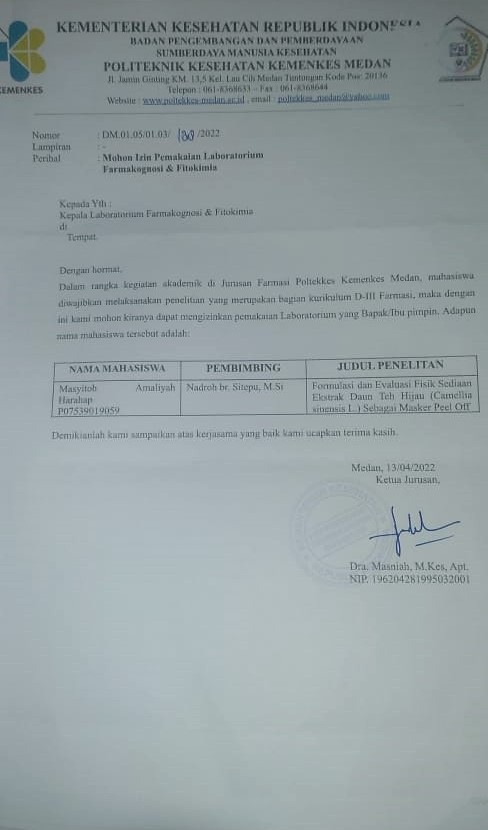 KEMENTERIAN KESEHATAN REPUBLIK INDONESIA
BADAN PENGEMBANGAN DAN PEMBERDAYAAN
SUMBERDAYA MANUSIA KESEHATAN
POLITEKNIK KESEHATAN KEMENKES MEDAN
Jl. Jamin Ginting KM. 13,5 Kel. Lau Cih Medan Tuntungan Kode Pos: 20136
Telepon : 061-8368633 – Fax : 061-8368644
Website : www.poltekkes-medan.ac.id , email : poltekkes_medan@yahoo.com
KEMENKES
Nomor : DM.01.05/01.03/ /2022
Lampiran : -
Perihal : Mohon Izin Pemakaian Laboratorium
Farmakognosi & Fitokimia
Kepada Yth :
Kepala Laboratorium Farmakognosi & Fitokimia
di
Tempat.
Dengan hormat,
Dalam rangka kegiatan akademik di Jurusan Farmasi Poltekkes Kemenkes Medan, mahasiswa
diwajibkan melaksanakan penelitian yang merupakan bagian kurikulum D-III Farmasi, maka dengan
ini kami mohon kiranya dapat mengizinkan pemakaian Laboratorium yang Bapak/Ibu pimpin. Adapun
nama mahasiswa tersebut adalah:
NAMA MAHASISWA PEMBIMBING JUDUL PENELITIAN
Masyitoh Amaliyah Nadroh br. Sitepu, M.Si Formulasi dan Evaluasi Fisik Sediaan
Harahap Ekstrak Daun Teh Hijau (Camellia
P07539019059 sinensis L.) Sebagai Masker Peel Off
Demikianlah kami sampaikan atas kerjasama yang baik kami ucapkan terima kasih.
Medan, 13/04/2022
Ketua Jurusan,
Dra. Masniah, M.Kes, Apt.
NIP. 196204281995032001